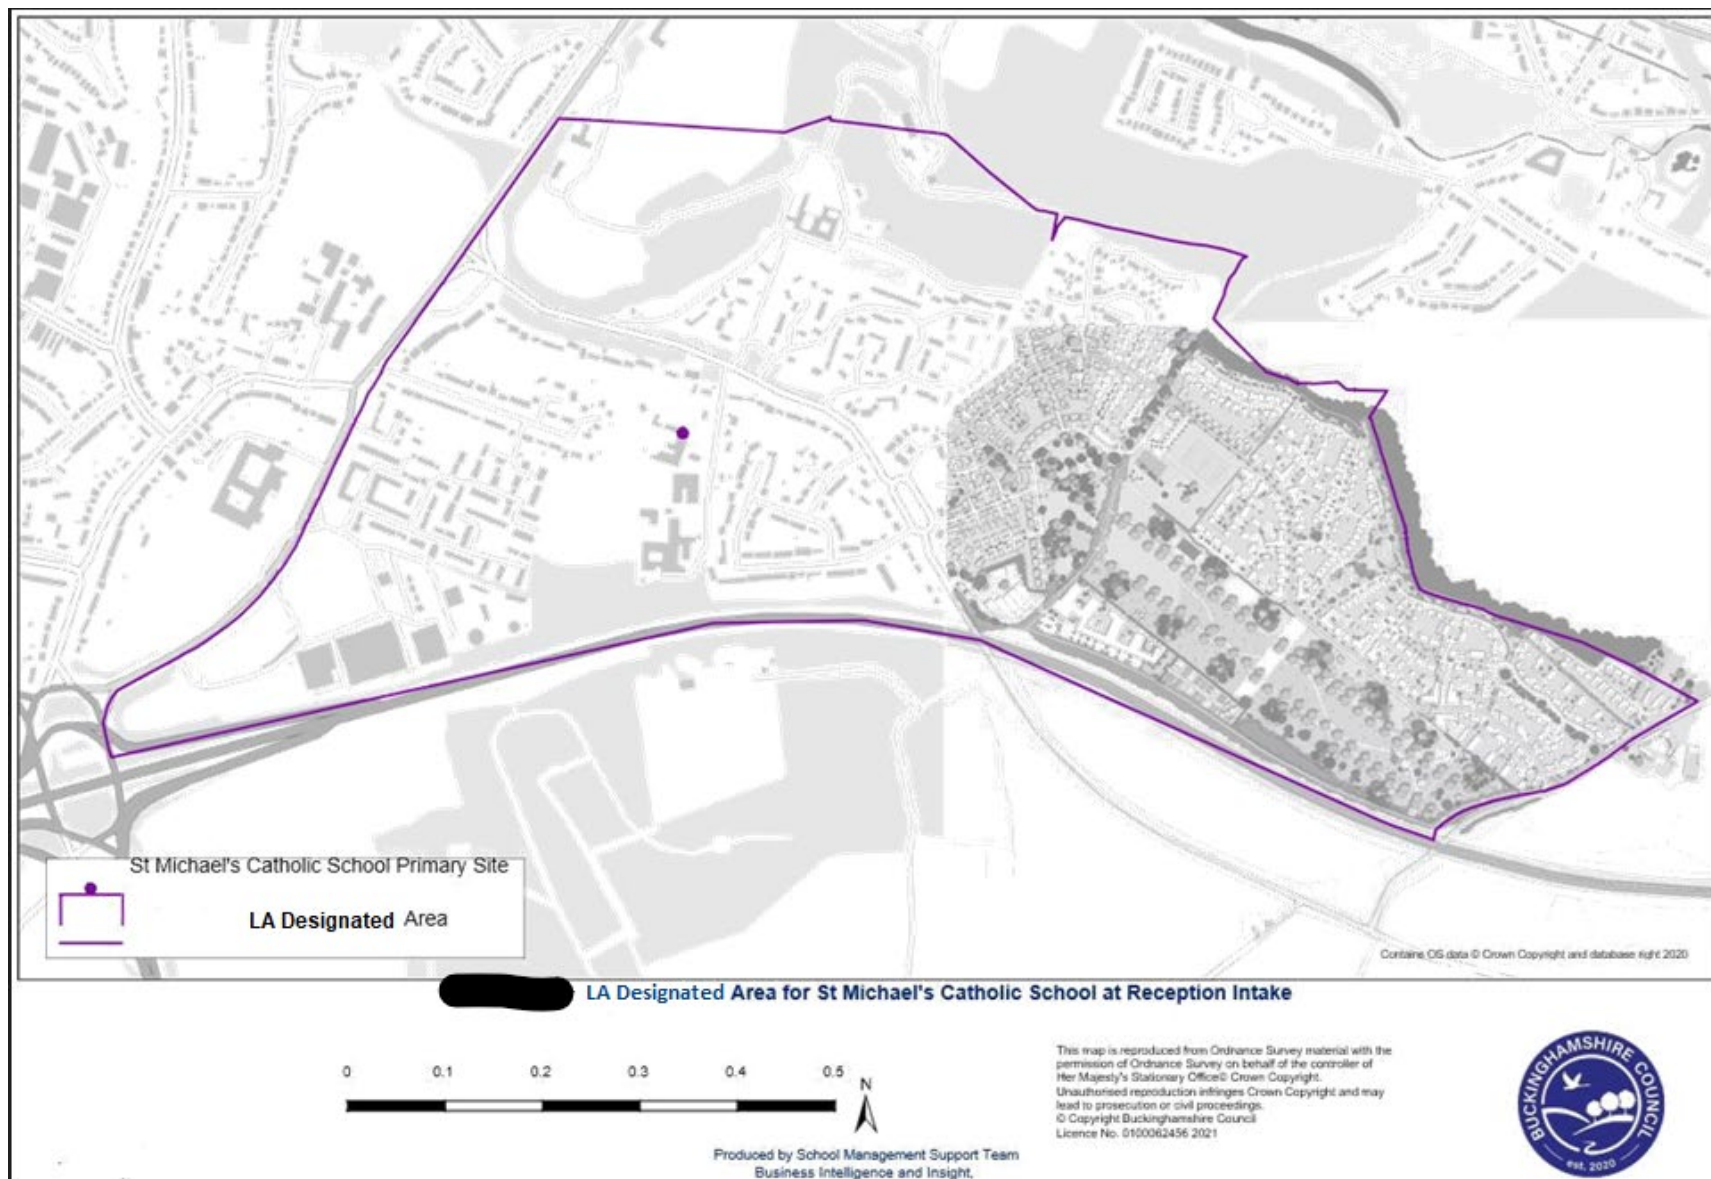 St Michael's Catholic School Primary Site
LA Designated Area
Contains OS data © Crown Copyright and database right 2020
LA Designated Area for St Michael's Catholic School at Reception Intake
0 0.1 0.2 0.3 0.4 0.5
N
This map is reproduced from Ordnance Survey material with the
permission of Ordnance Survey on behalf of the controller of
Her Majesty's Stationary Office© Crown Copyright.
Unauthorised reproduction infringes Crown Copyright and may
lead to prosecution or civil proceedings.
© Copyright Buckinghamshire Council
Licence No. 0100062456 2021
Produced by School Management Support Team
Business Intelligence and Insight,
BUCKINGHAMSHIRE COUNCIL
est. 2020